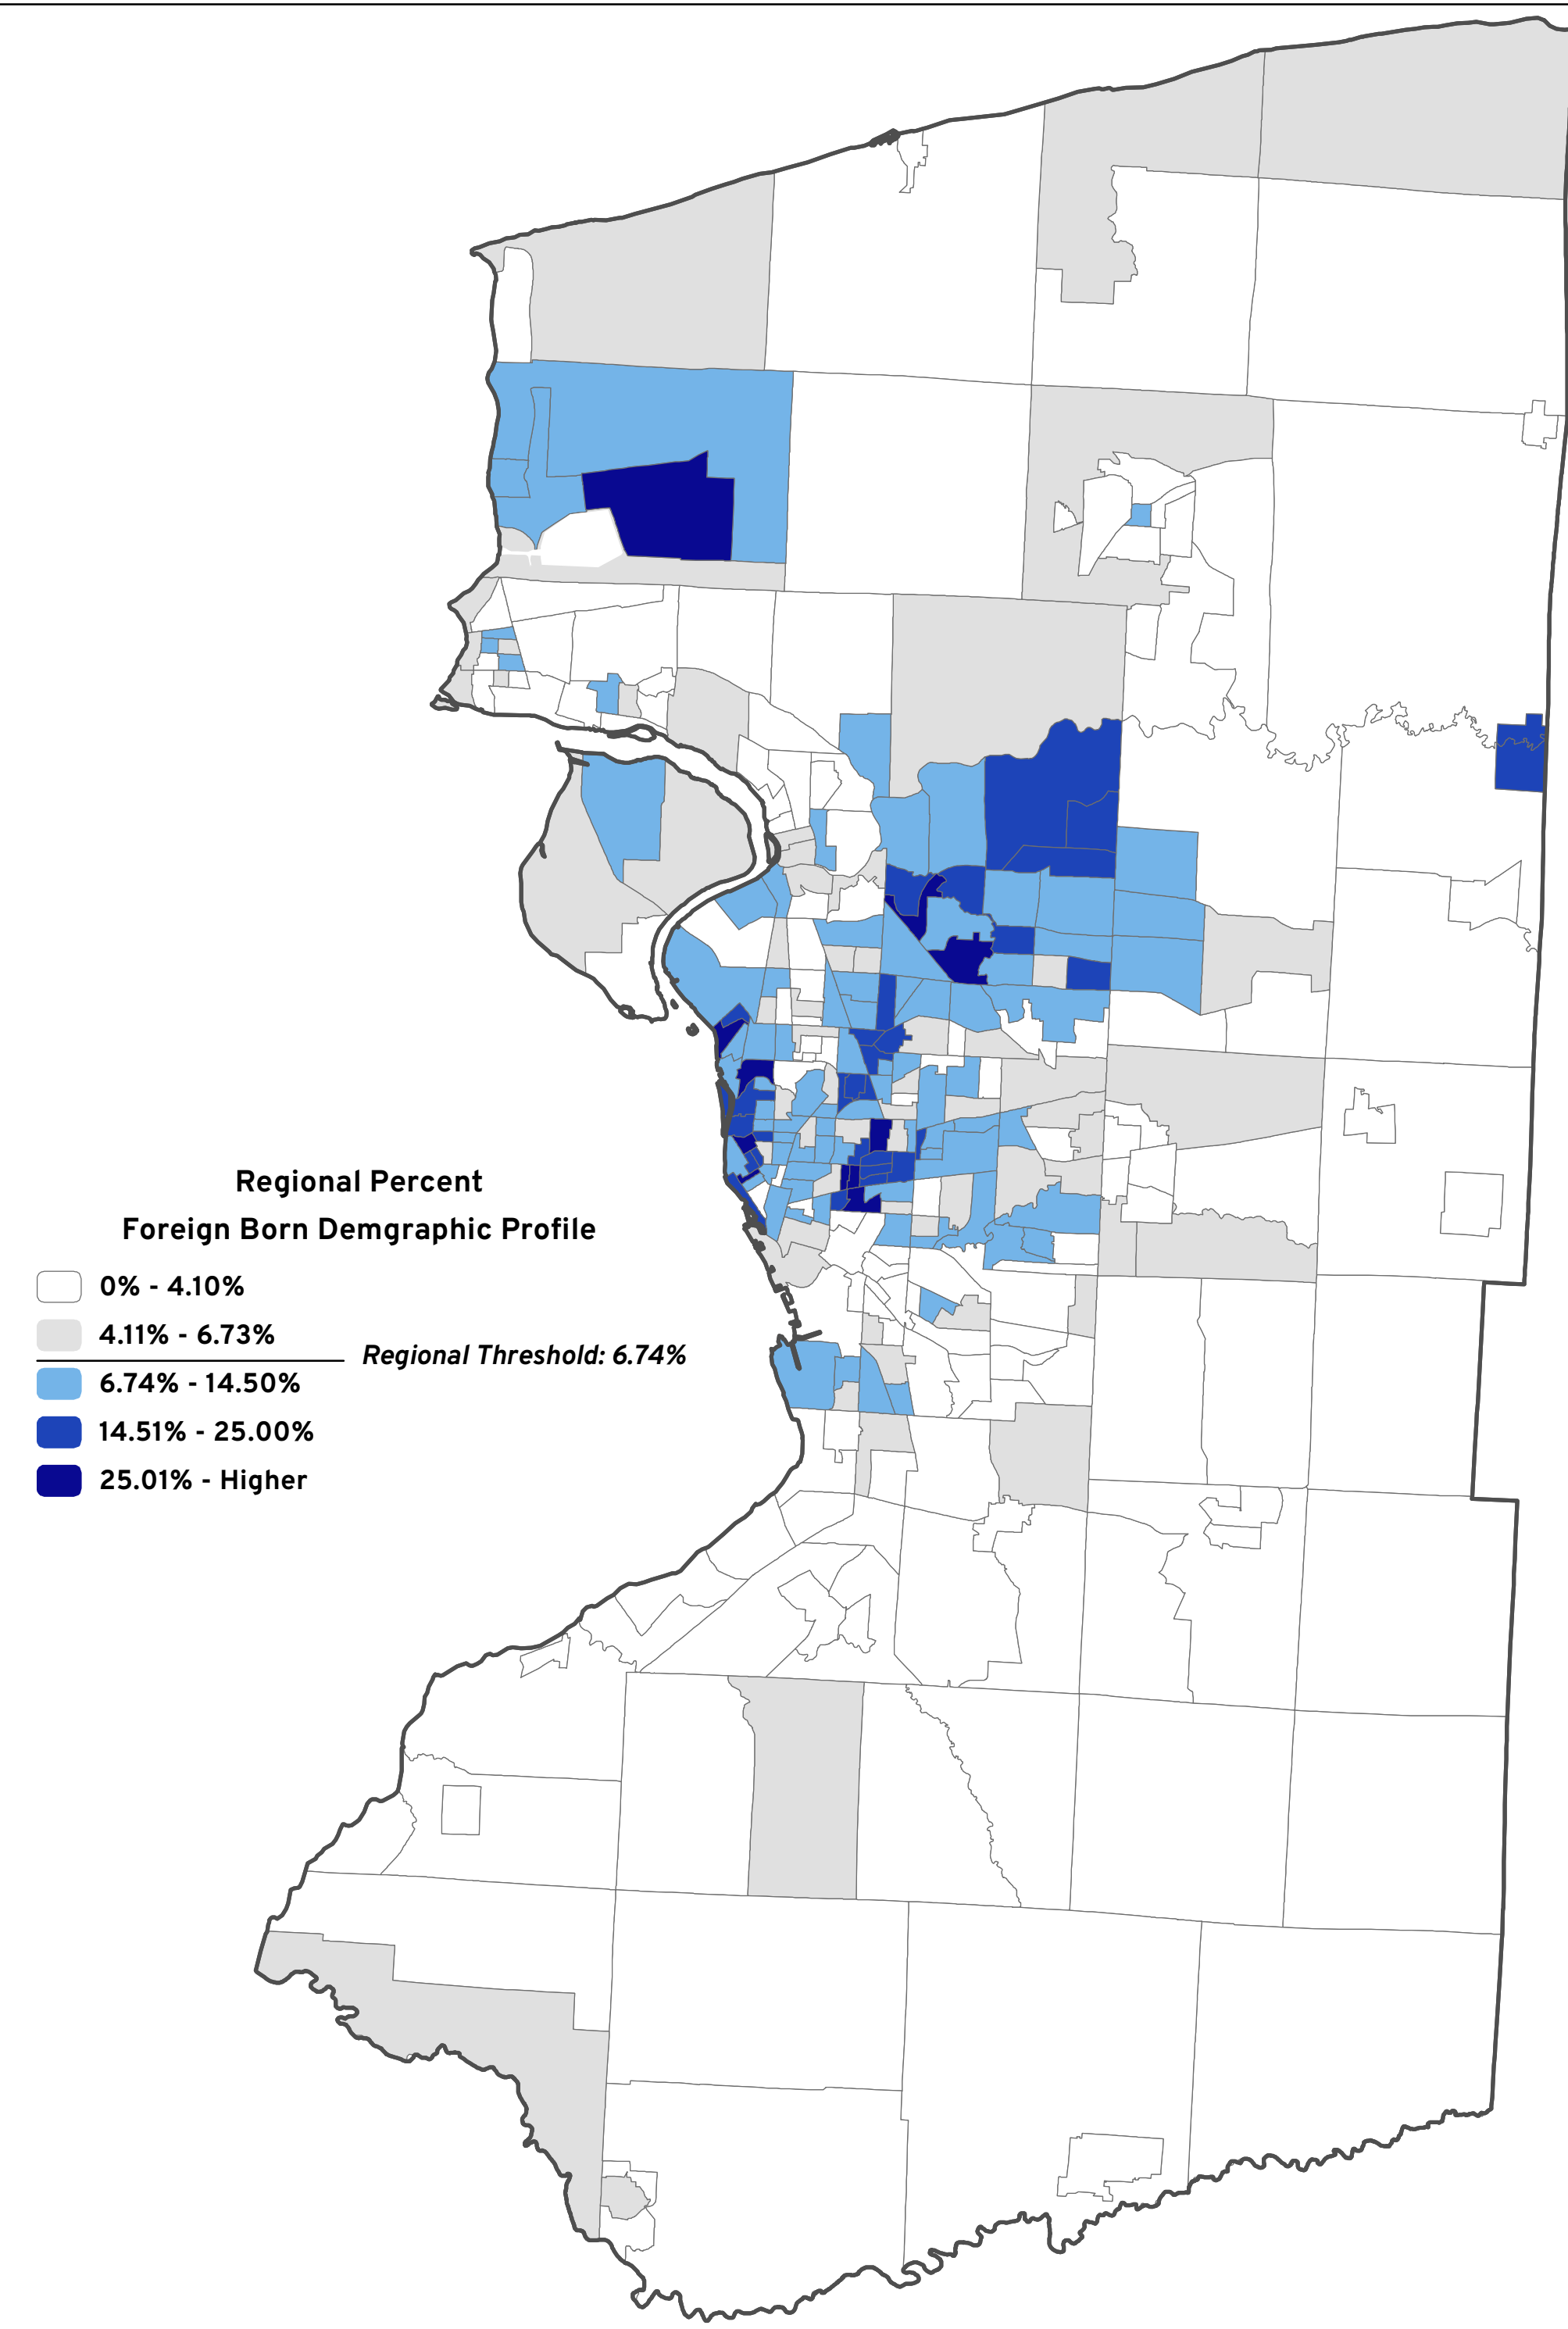 Regional Percent
Foreign Born Demgraphic Profile
0% - 4.10%
4.11% - 6.73%
Regional Threshold: 6.74%
6.74% - 14.50%
14.51% - 25.00%
25.01% - Higher